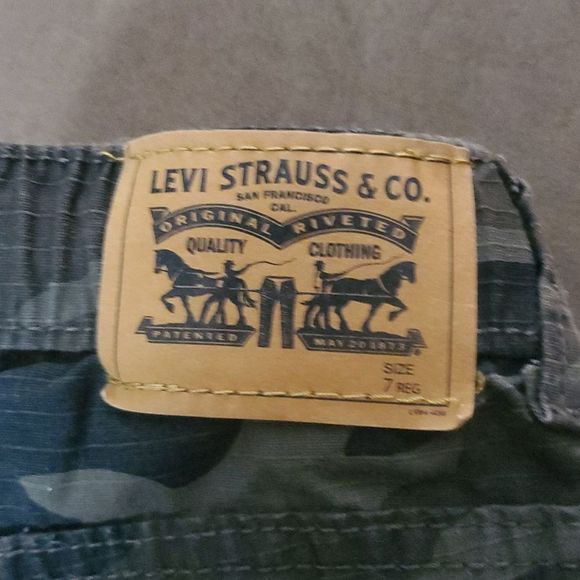 LEVI STRAUSS & CO.
SAN FRANCISCO
CAL.
ORIGINAL RIVETED
QUALITY CLOTHING
PATENTED MAY 20 1873
SIZE
7 REG